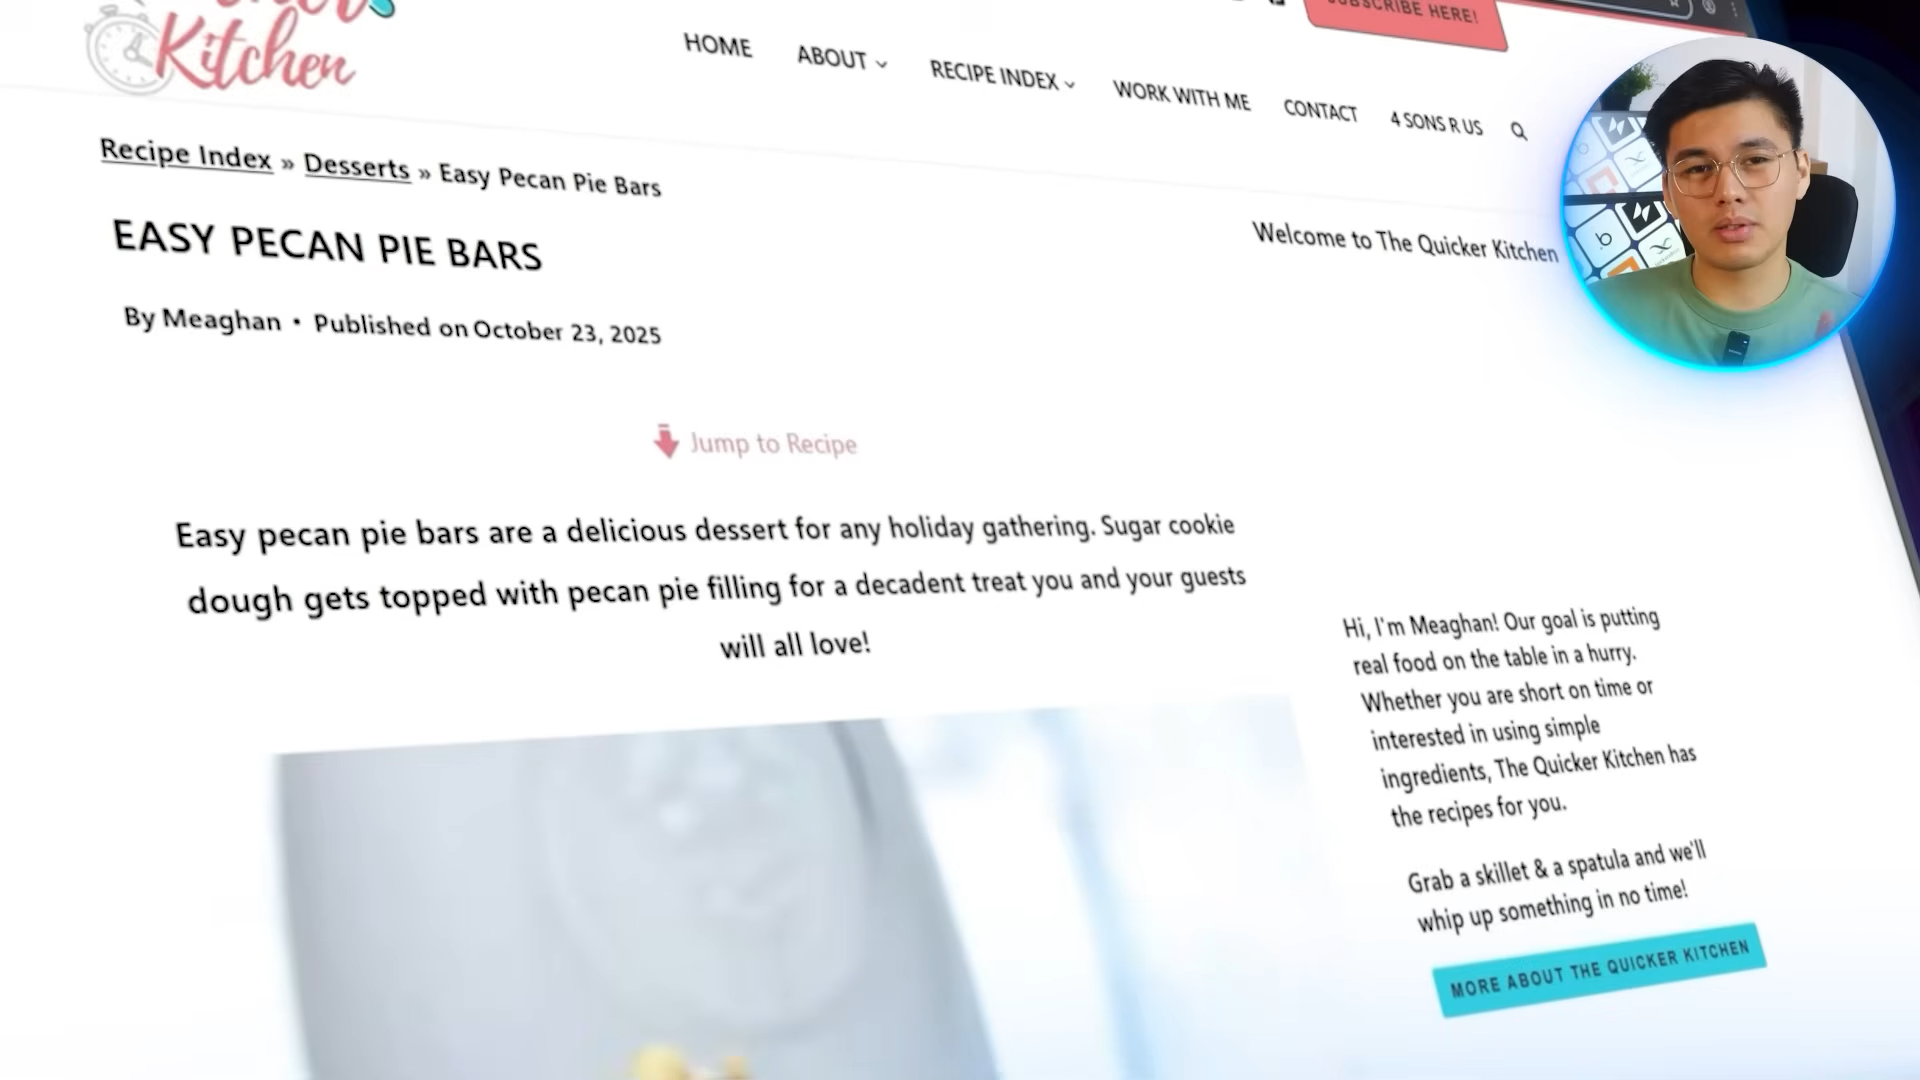 Kitchen
SUBSCRIBE HERE!
HOME
ABOUT
RECIPE INDEX
WORK WITH ME
CONTACT
4 SONS R US
Recipe Index » Desserts » Easy Pecan Pie Bars
EASY PECAN PIE BARS
By Meaghan • Published on October 23, 2025
Welcome to The Quicker Kitchen
Jump to Recipe
Easy pecan pie bars are a delicious dessert for any holiday gathering. Sugar cookie
dough gets topped with pecan pie filling for a decadent treat you and your guests
will all love!
Hi, I'm Meaghan! Our goal is putting
real food on the table in a hurry.
Whether you are short on time or
interested in using simple
ingredients, The Quicker Kitchen has
the recipes for you.
Grab a skillet & a spatula and we'll
whip up something in no time!
MORE ABOUT THE QUICKER KITCHEN